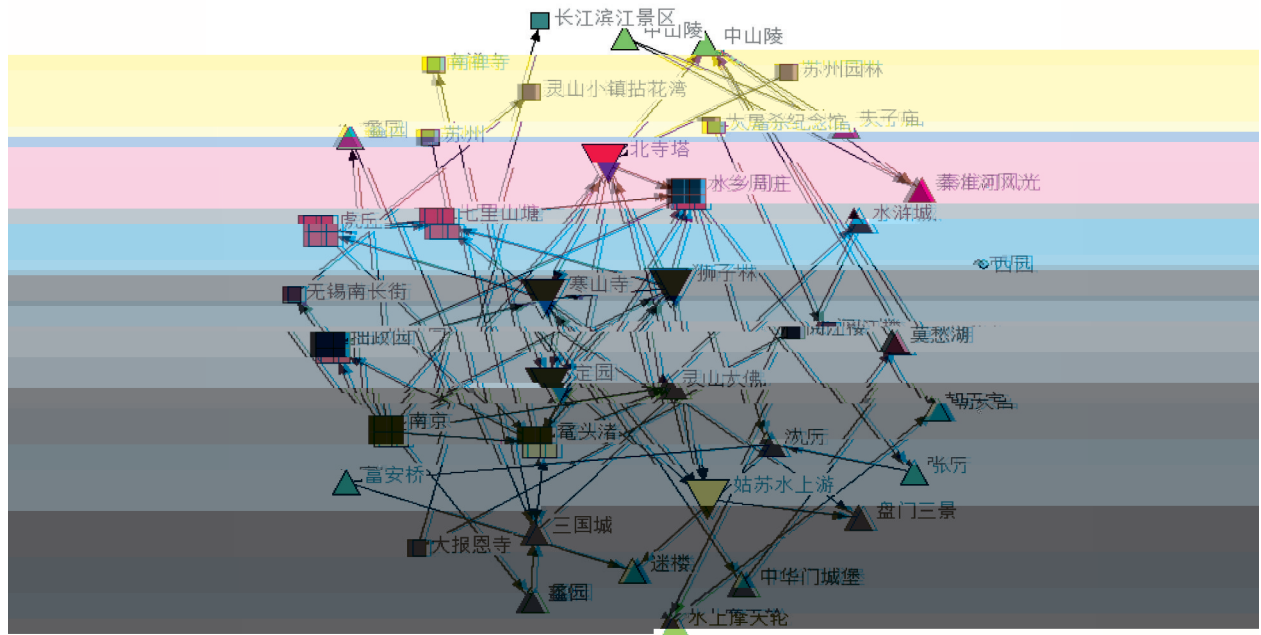 长江滨江景区
中山陵
中山陵
南禅寺
灵山小镇拈花湾
苏州园林
大屠杀纪念馆
夫子庙
蠡园
苏州
北寺塔
水乡周庄
秦淮河风光
虎丘
七里山塘
水浒城
西园
无锡南长街
寒山寺
狮子林
拙政园
阅江楼
莫愁湖
定园
灵山大佛
朝天宫
南京
鼋头渚
沈厅
张厅
富安桥
姑苏水上游
盘门三景
三国城
大报恩寺
迷楼
中华门城堡
水上摩天轮